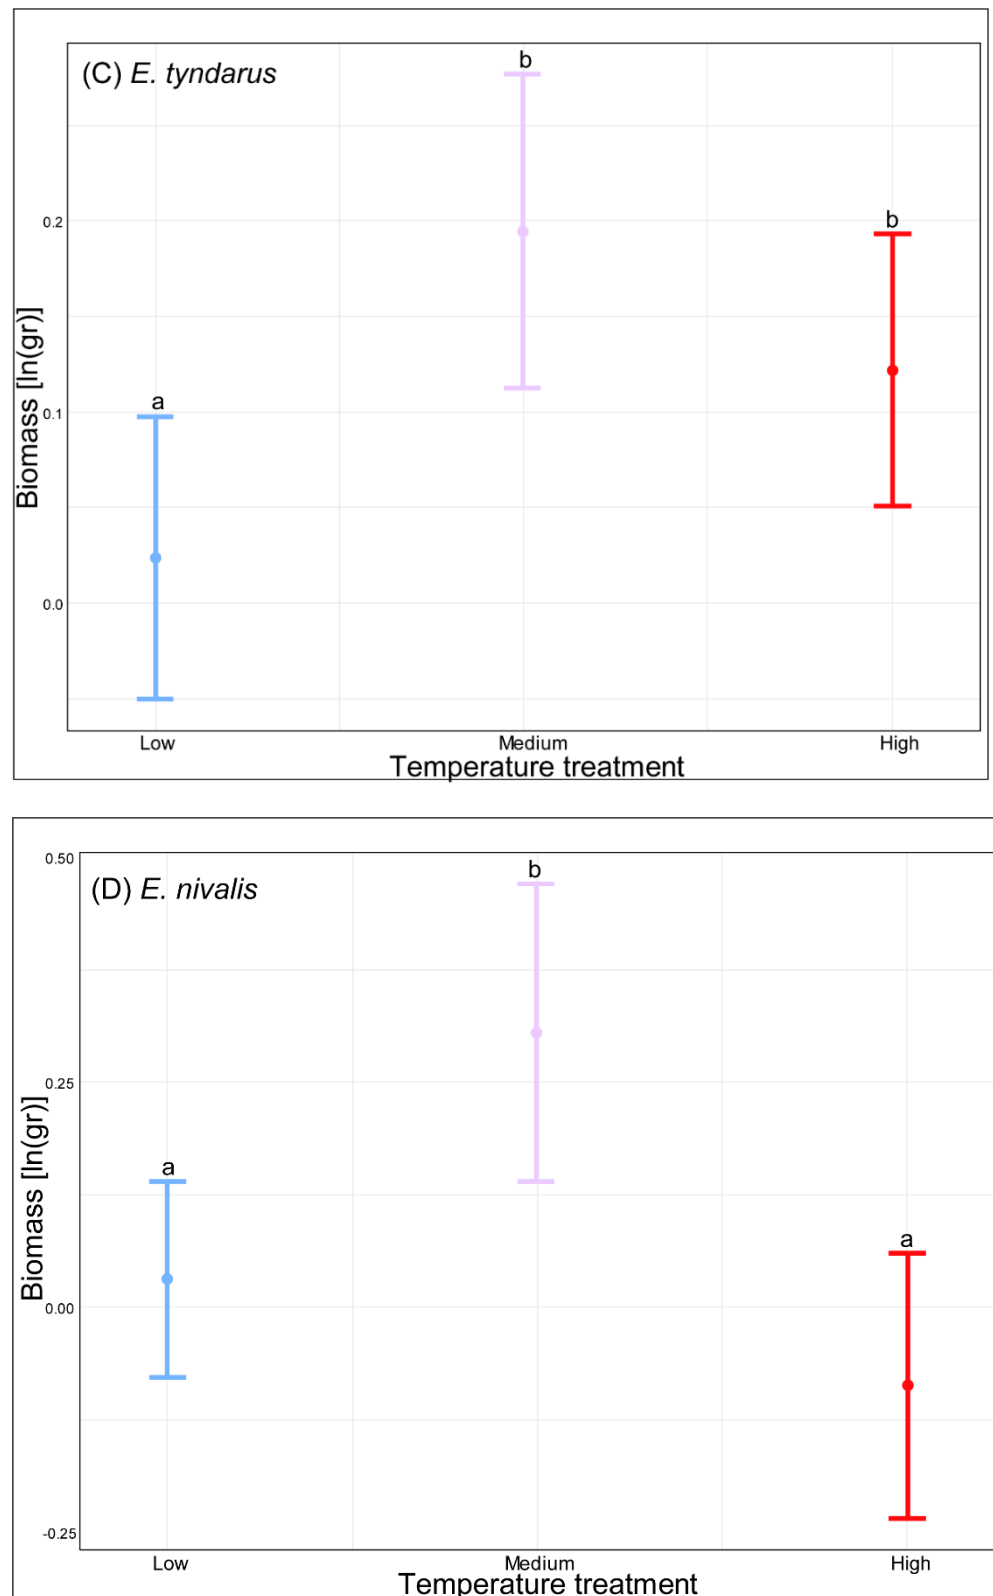 (C) E. tyndarus
b
b
0.2
a
0.1
0.0
Biomass [ln(gr)]
Low Medium High
Temperature treatment
0.50
(D) E. nivalis
b
0.25
a
a
0.00
-0.25
Biomass [ln(gr)]
Low Medium High
Temperature treatment